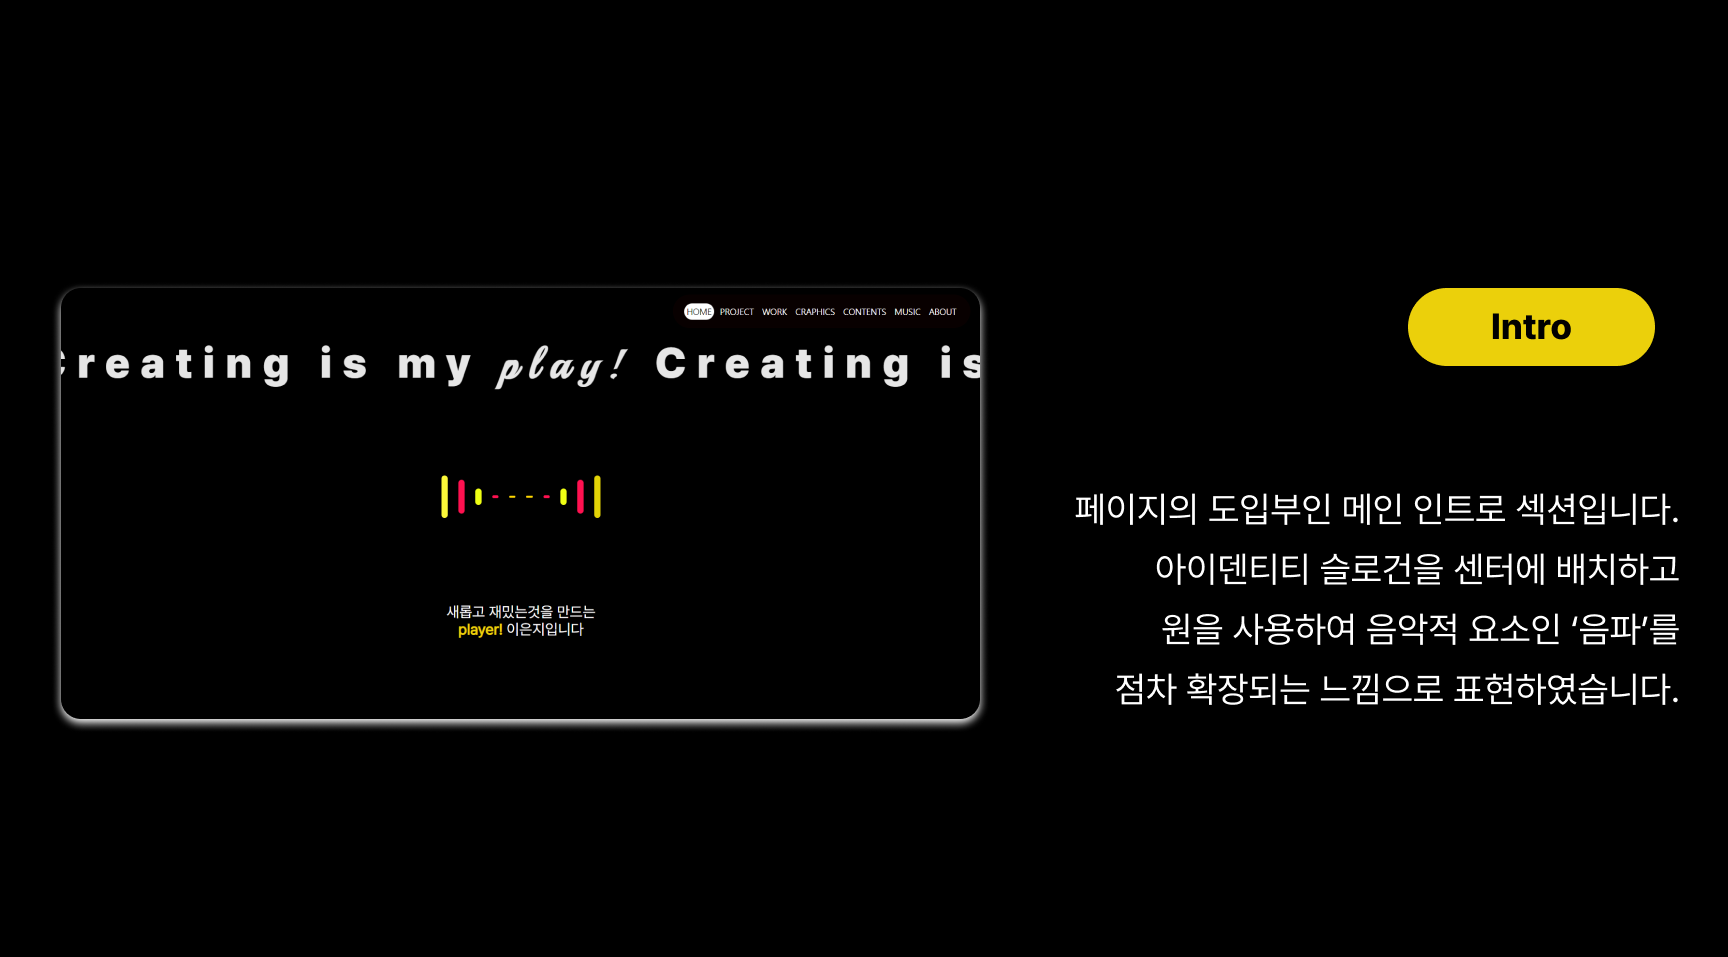 HOME PROJECT WORK CRAPHICS CONTENTS MUSIC ABOUT
Creating is my play! Creating is
새롭고 재밌는것을 만드는
player! 이은지입니다
Intro
페이지의 도입부인 메인 인트로 섹션입니다.
아이덴티티 슬로건을 센터에 배치하고
원을 사용하여 음악적 요소인 ‘음파’를
점차 확장되는 느낌으로 표현하였습니다.